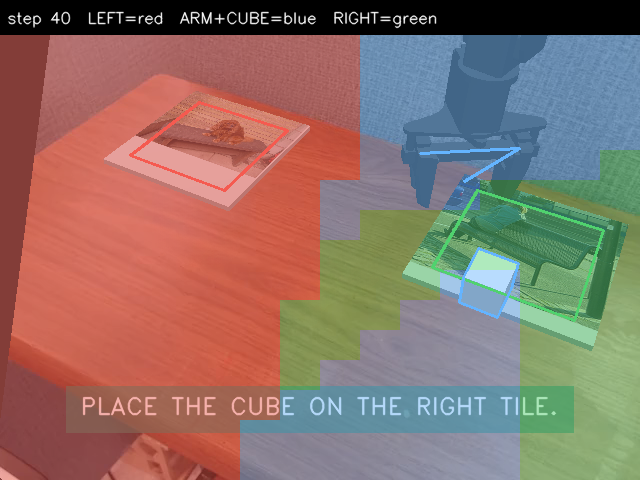 step 40 LEFT=red ARM+CUBE=blue RIGHT=green
PLACE THE CUBE ON THE RIGHT TILE.